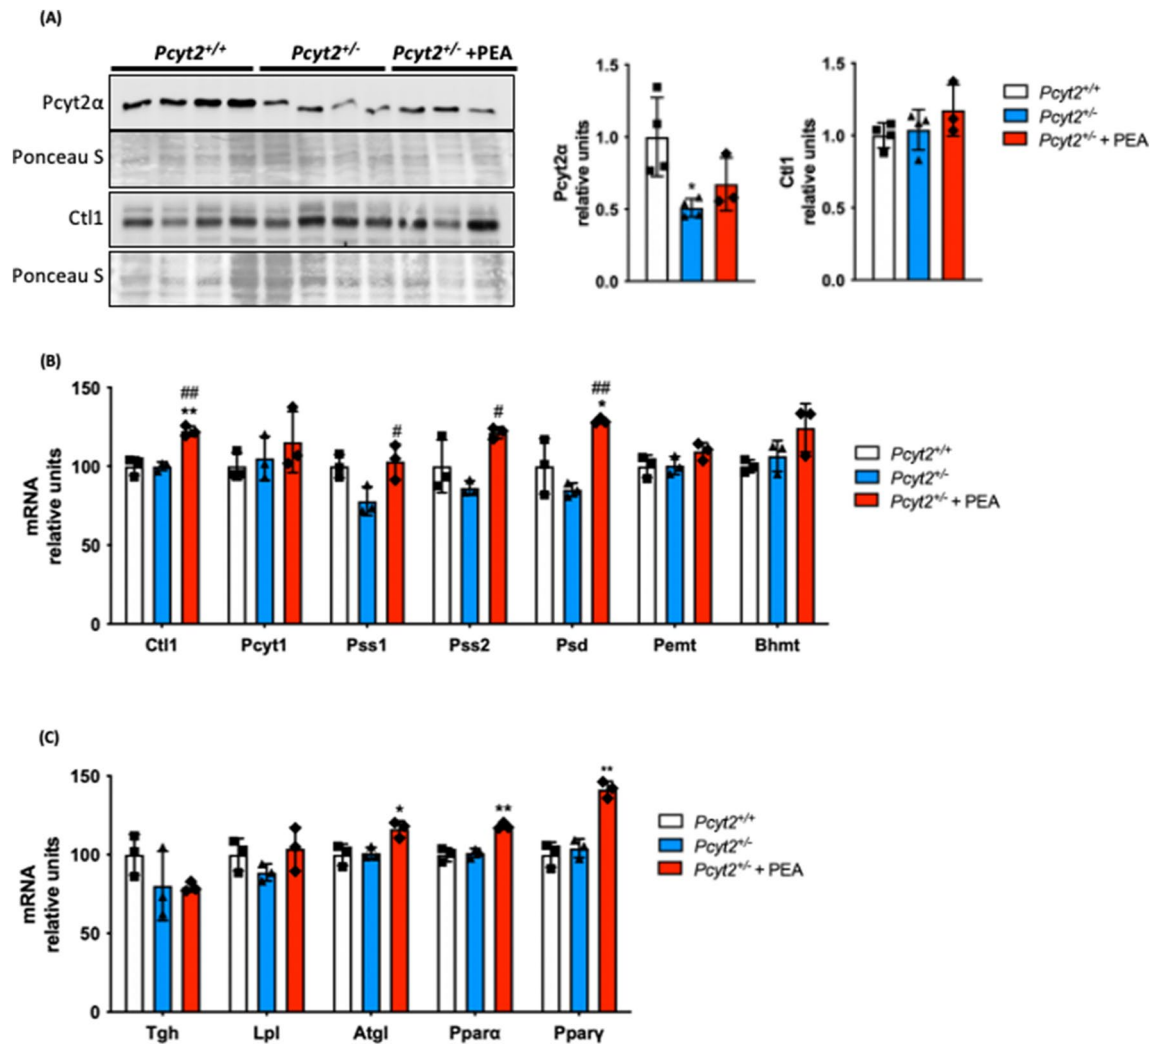 (A)
Pcyt2+/+ Pcyt2+/- Pcyt2+/- +PEA
Pcyt2α
Ponceau S
Ctl1
Ponceau S
Pcyt2α
relative units
1.5
1.0
0.5
0.0
*
Ctl1
relative units
1.5
1.0
0.5
0.0
Pcyt2+/+
Pcyt2+/-
Pcyt2+/- + PEA
(B)
mRNA
relative units
150
100
50
0
##
**
#
#
##
*
Ctl1 Pcyt1 Pss1 Pss2 Psd Pemt Bhmt
Pcyt2+/+
Pcyt2+/-
Pcyt2+/- + PEA
(C)
mRNA
relative units
150
100
50
0
*
**
**
Tgh Lpl Atgl Pparα Pparγ
Pcyt2+/+
Pcyt2+/-
Pcyt2+/- + PEA